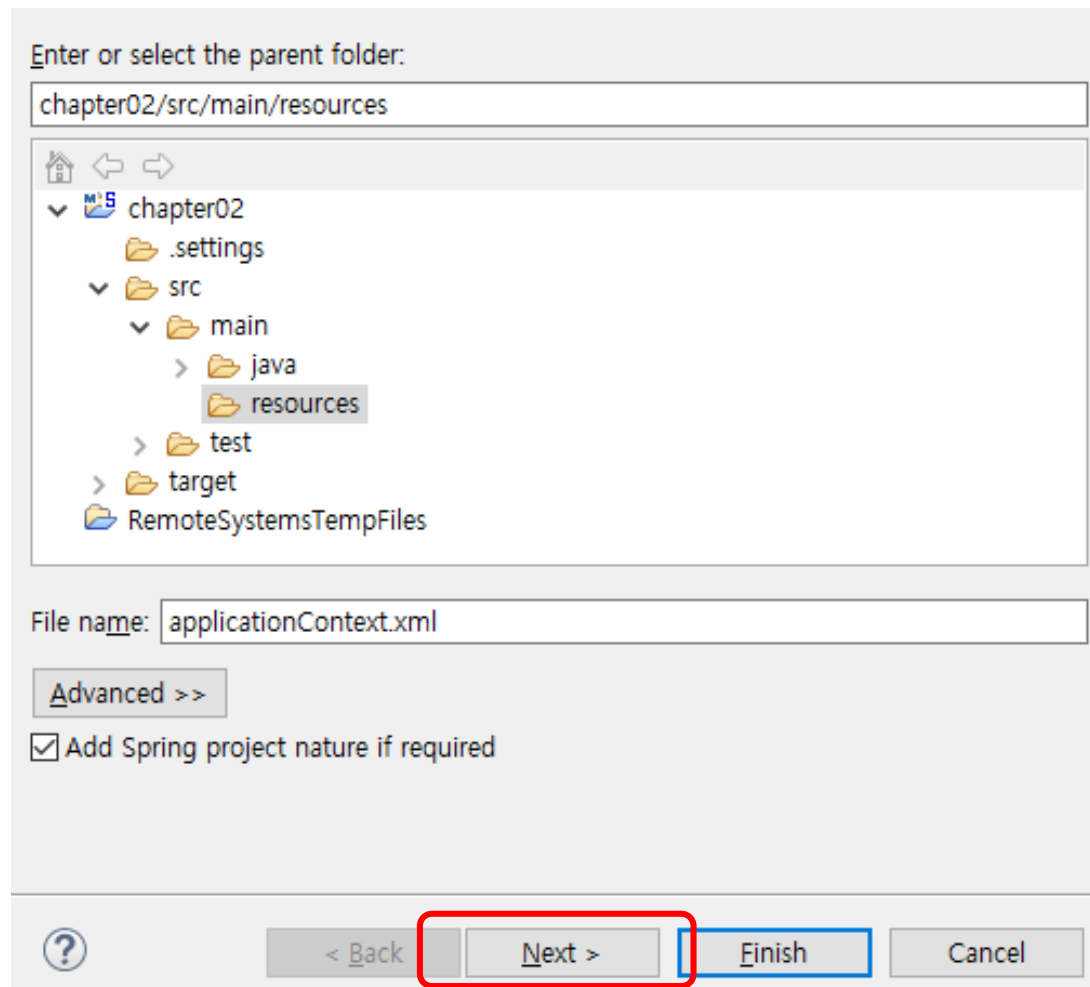 Enter or select the parent folder:
chapter02/src/main/resources
chapter02
.settings
src
main
java
resources
test
target
RemoteSystemsTempFiles
File name: applicationContext.xml
Advanced >>
Add Spring project nature if required
? < Back Next > Finish Cancel